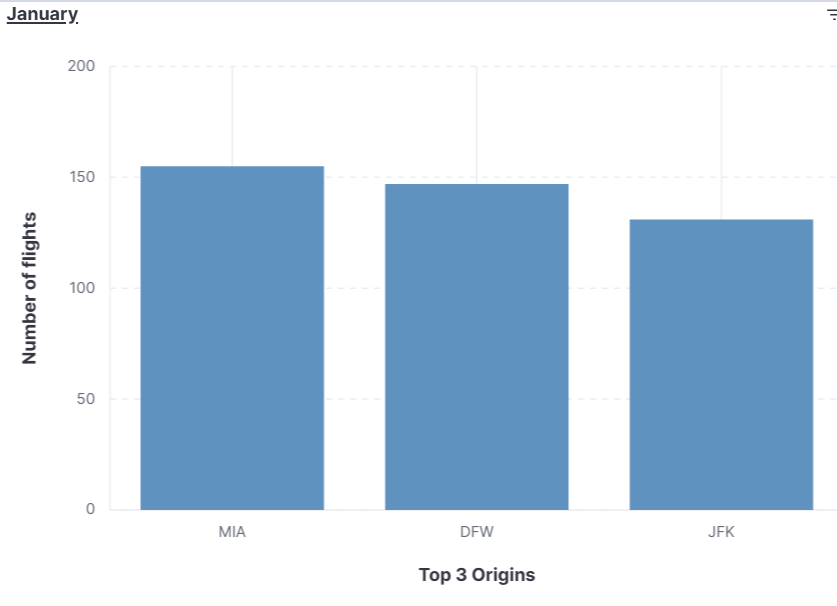 January
200
150
100
50
0
Number of flights
MIA
DFW
JFK
Top 3 Origins